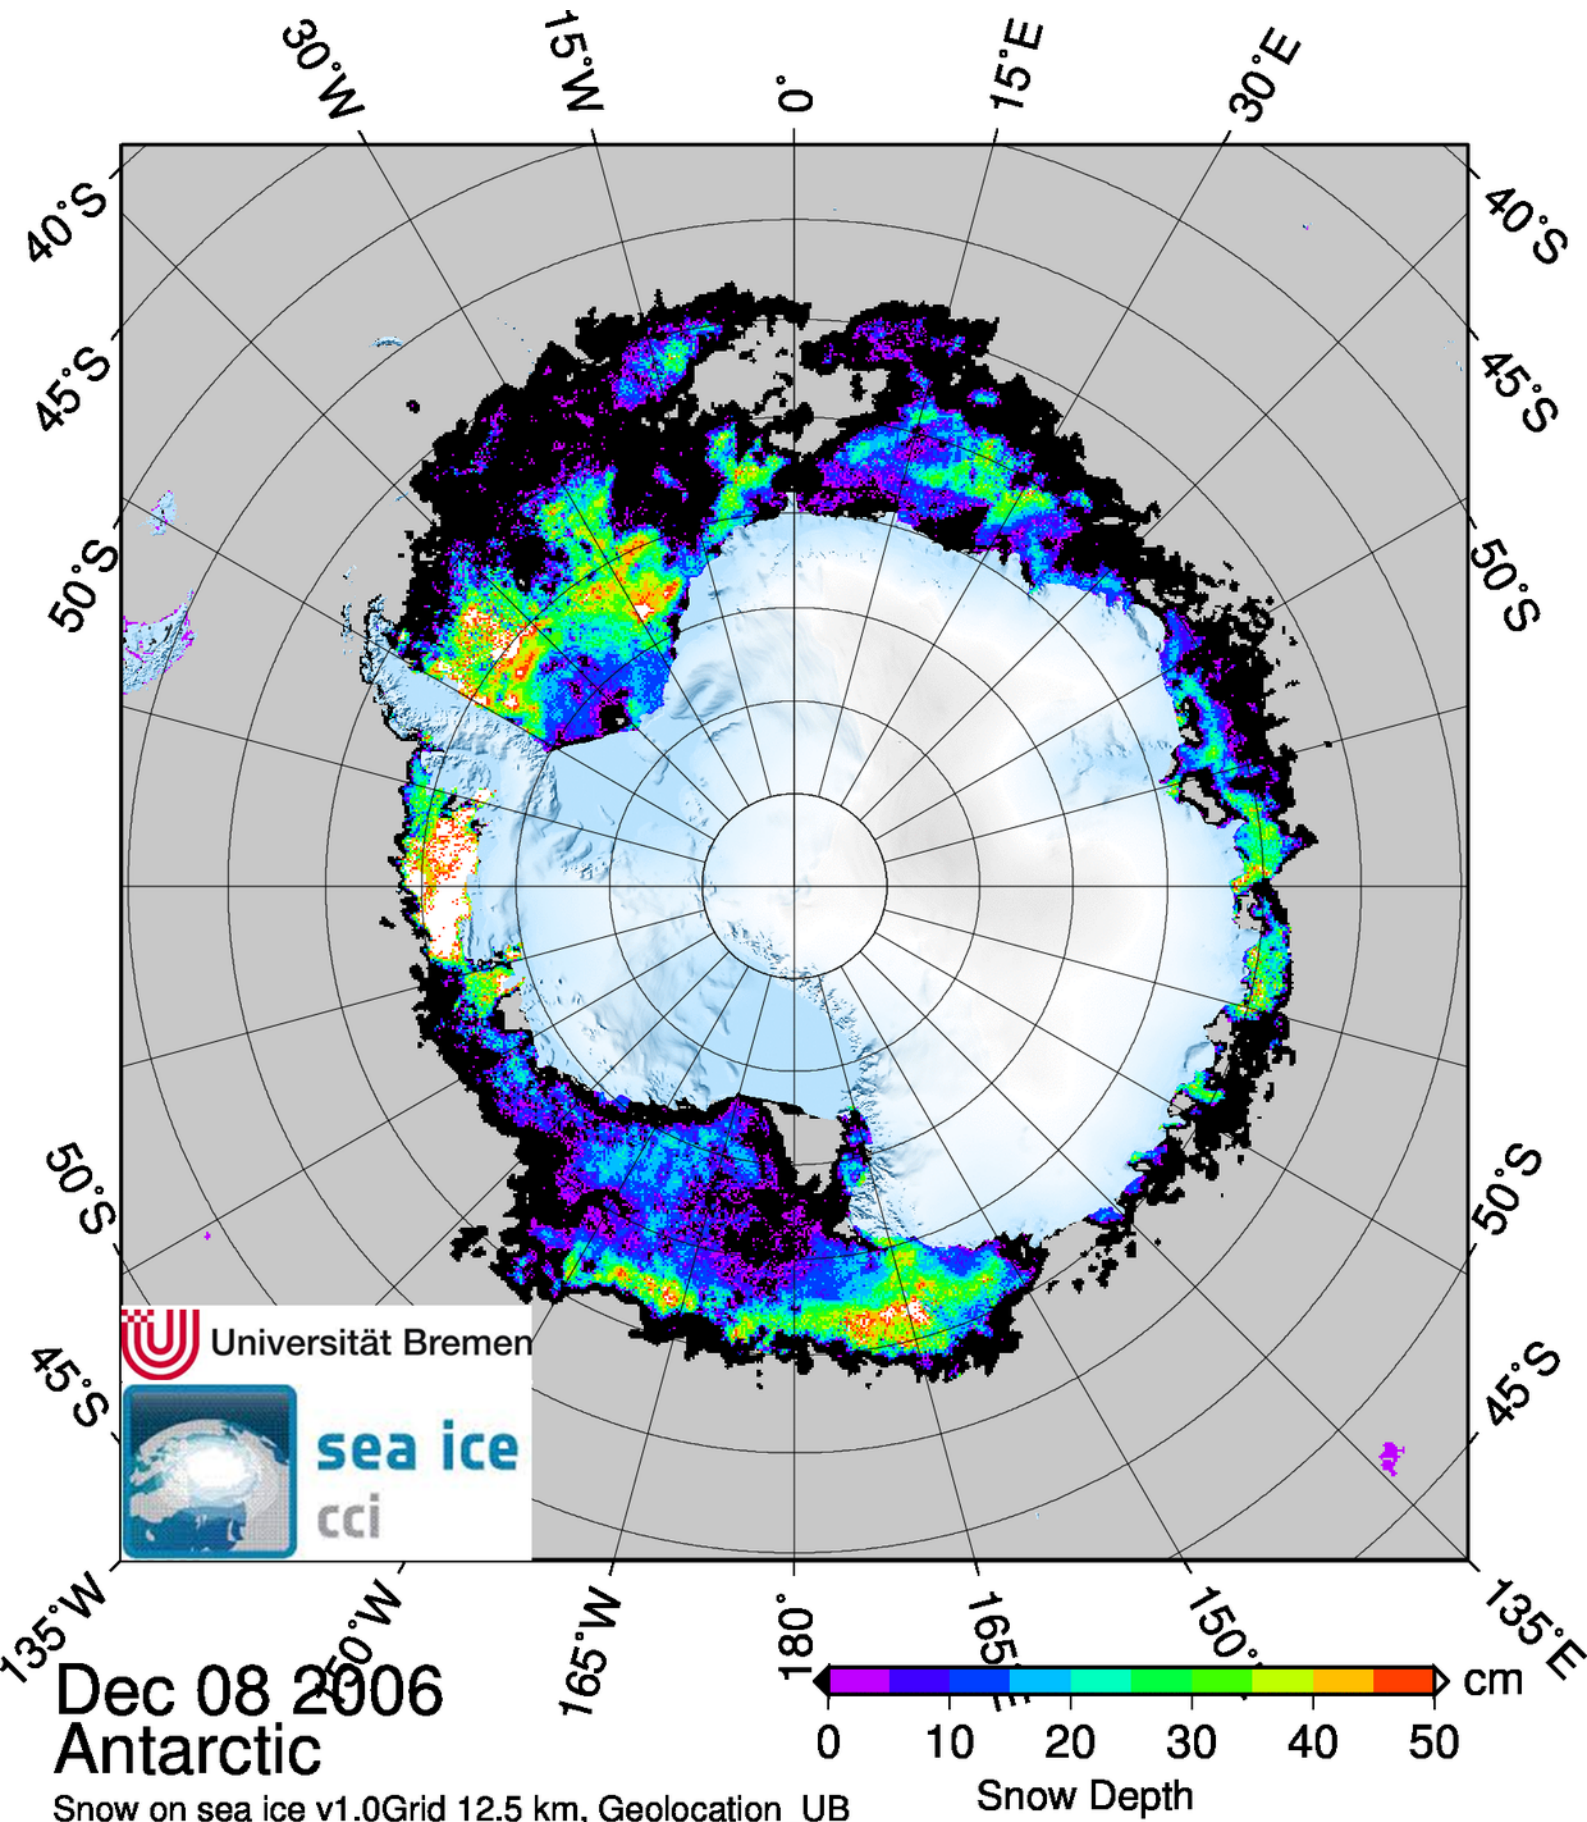 30°W 15°W 0° 15°E 30°E
40°S 40°S
45°S 45°S
50°S 50°S
50°S 50°S
45°S 45°S
Universität Bremen
sea ice
cci
135°W 150°W 165°W 180° 165°E 150° 135°E
Dec 08 2006
Antarctic
Snow on sea ice v1.0Grid 12.5 km, Geolocation UB
cm
0 10 20 30 40 50
Snow Depth